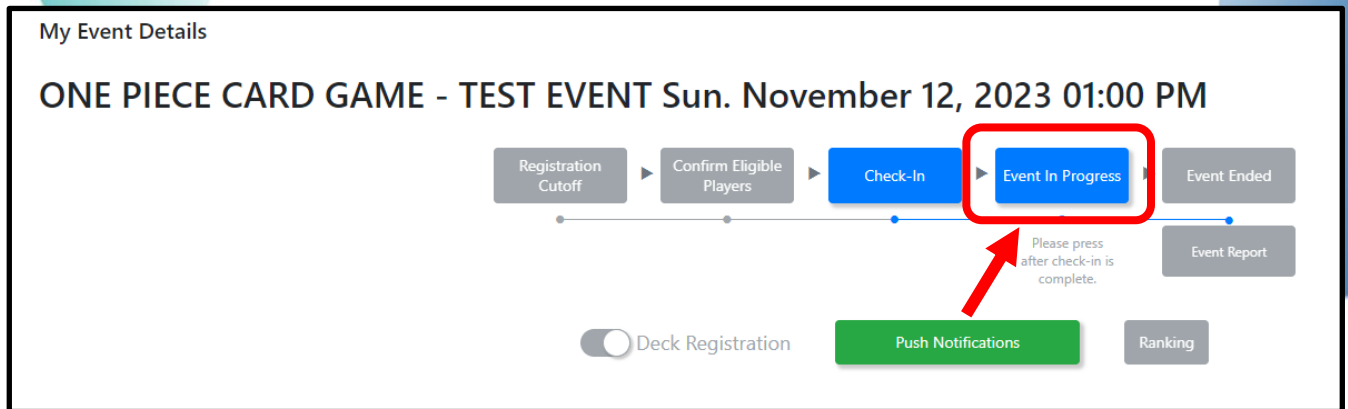 My Event Details
ONE PIECE CARD GAME - TEST EVENT Sun. November 12, 2023 01:00 PM
Registration
Cutoff
Confirm Eligible
Players
Check-In
Event In Progress
Event Ended
Please press
after check-in is
complete.
Event Report
Deck Registration
Push Notifications
Ranking